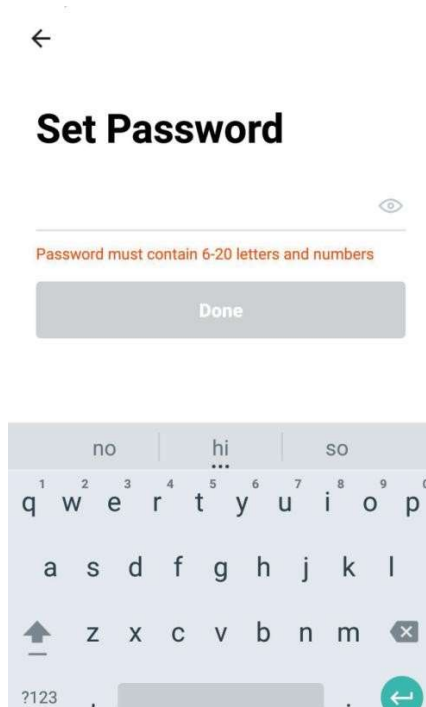 Set Password
Password must contain 6-20 letters and numbers
Done
no hi so
1 2 3 4 5 6 7 8 9 0
q w e r t y u i o p
a s d f g h j k l
z x c v b n m
?123 , .